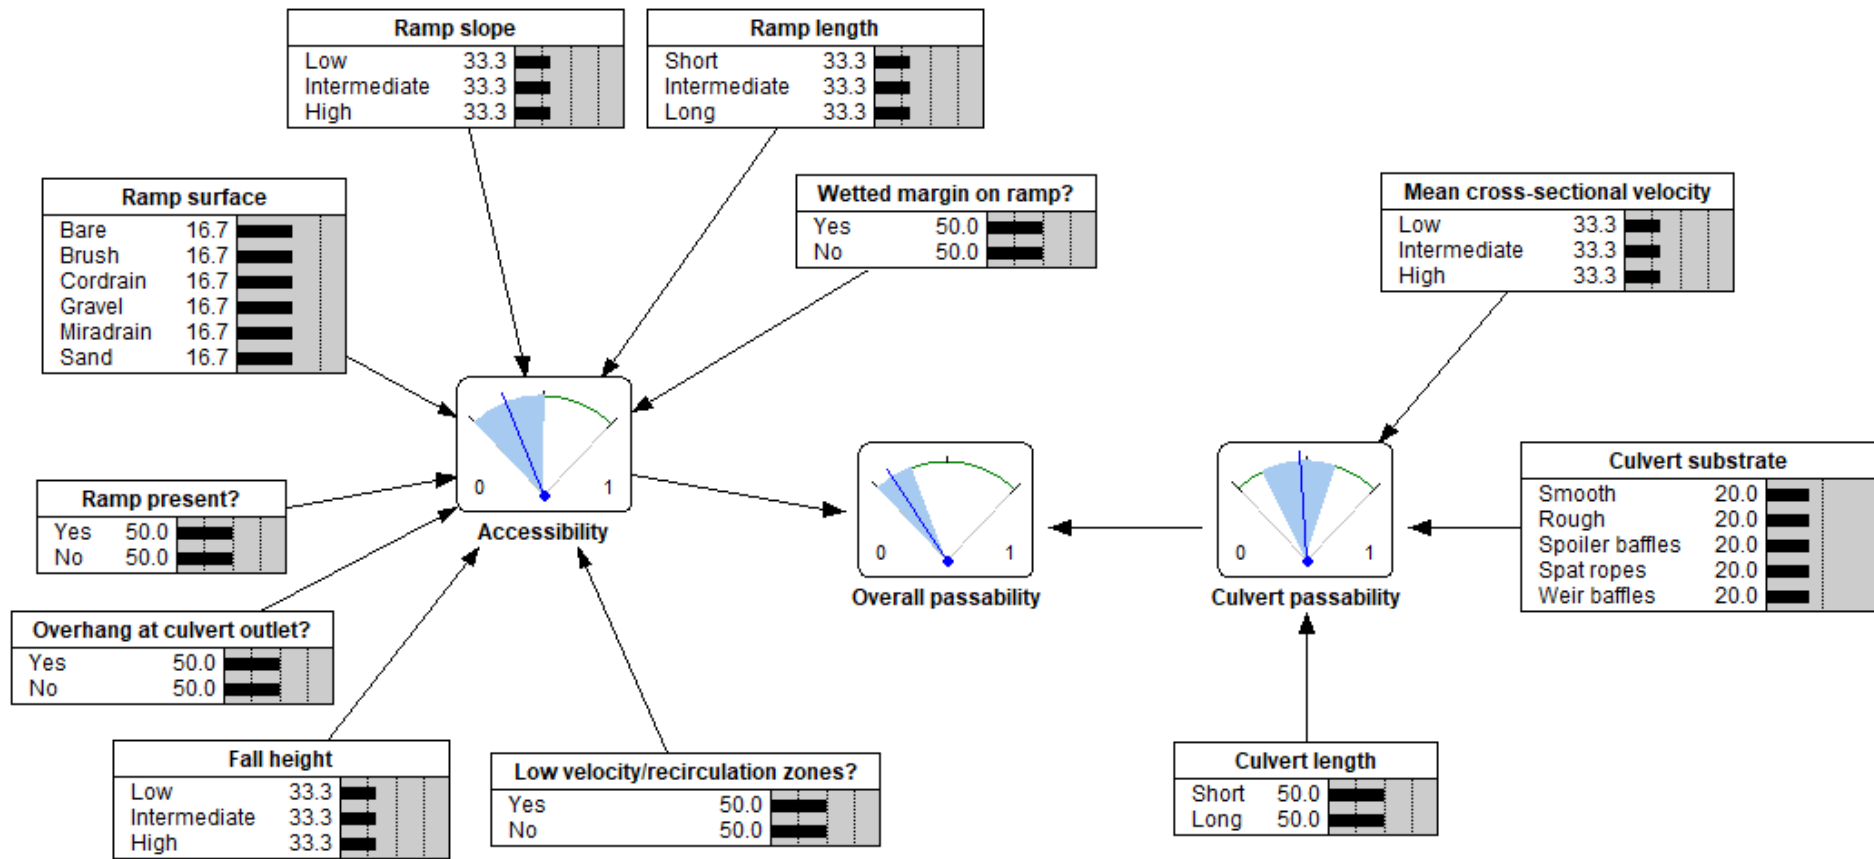 Ramp slope
Low 33.3
Intermediate 33.3
High 33.3
Ramp length
Short 33.3
Intermediate 33.3
Long 33.3
Ramp surface
Bare 16.7
Brush 16.7
Cordrain 16.7
Gravel 16.7
Miradrain 16.7
Sand 16.7
Wetted margin on ramp?
Yes 50.0
No 50.0
Mean cross-sectional velocity
Low 33.3
Intermediate 33.3
High 33.3
0 1
Accessibility
Ramp present?
Yes 50.0
No 50.0
0 1
Overall passability
0 1
Culvert passability
Culvert substrate
Smooth 20.0
Rough 20.0
Spoiler baffles 20.0
Spat ropes 20.0
Weir baffles 20.0
Overhang at culvert outlet?
Yes 50.0
No 50.0
Fall height
Low 33.3
Intermediate 33.3
High 33.3
Low velocity/recirculation zones?
Yes 50.0
No 50.0
Culvert length
Short 50.0
Long 50.0